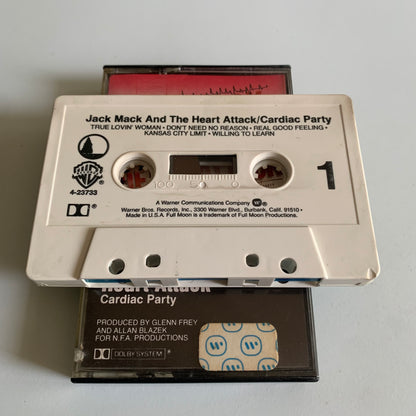 Jack Mack And The Heart Attack/Cardiac Party
TRUE LOVIN' WOMAN • DON'T NEED NO REASON • REAL GOOD FEELING •
KANSAS CITY LIMIT • WILLING TO LEARN
4-23733
1
A Warner Communications Company
Warner Bros. Records, Inc., 3300 Warner Blvd., Burbank, Calif. 91510 •
Made in U.S.A. Full Moon is a trademark of Full Moon Productions.
Heart Attack
Cardiac Party
PRODUCED BY GLENN FREY
AND ALLAN BLAZEK
FOR N.F.A. PRODUCTIONS
DOLBY SYSTEM